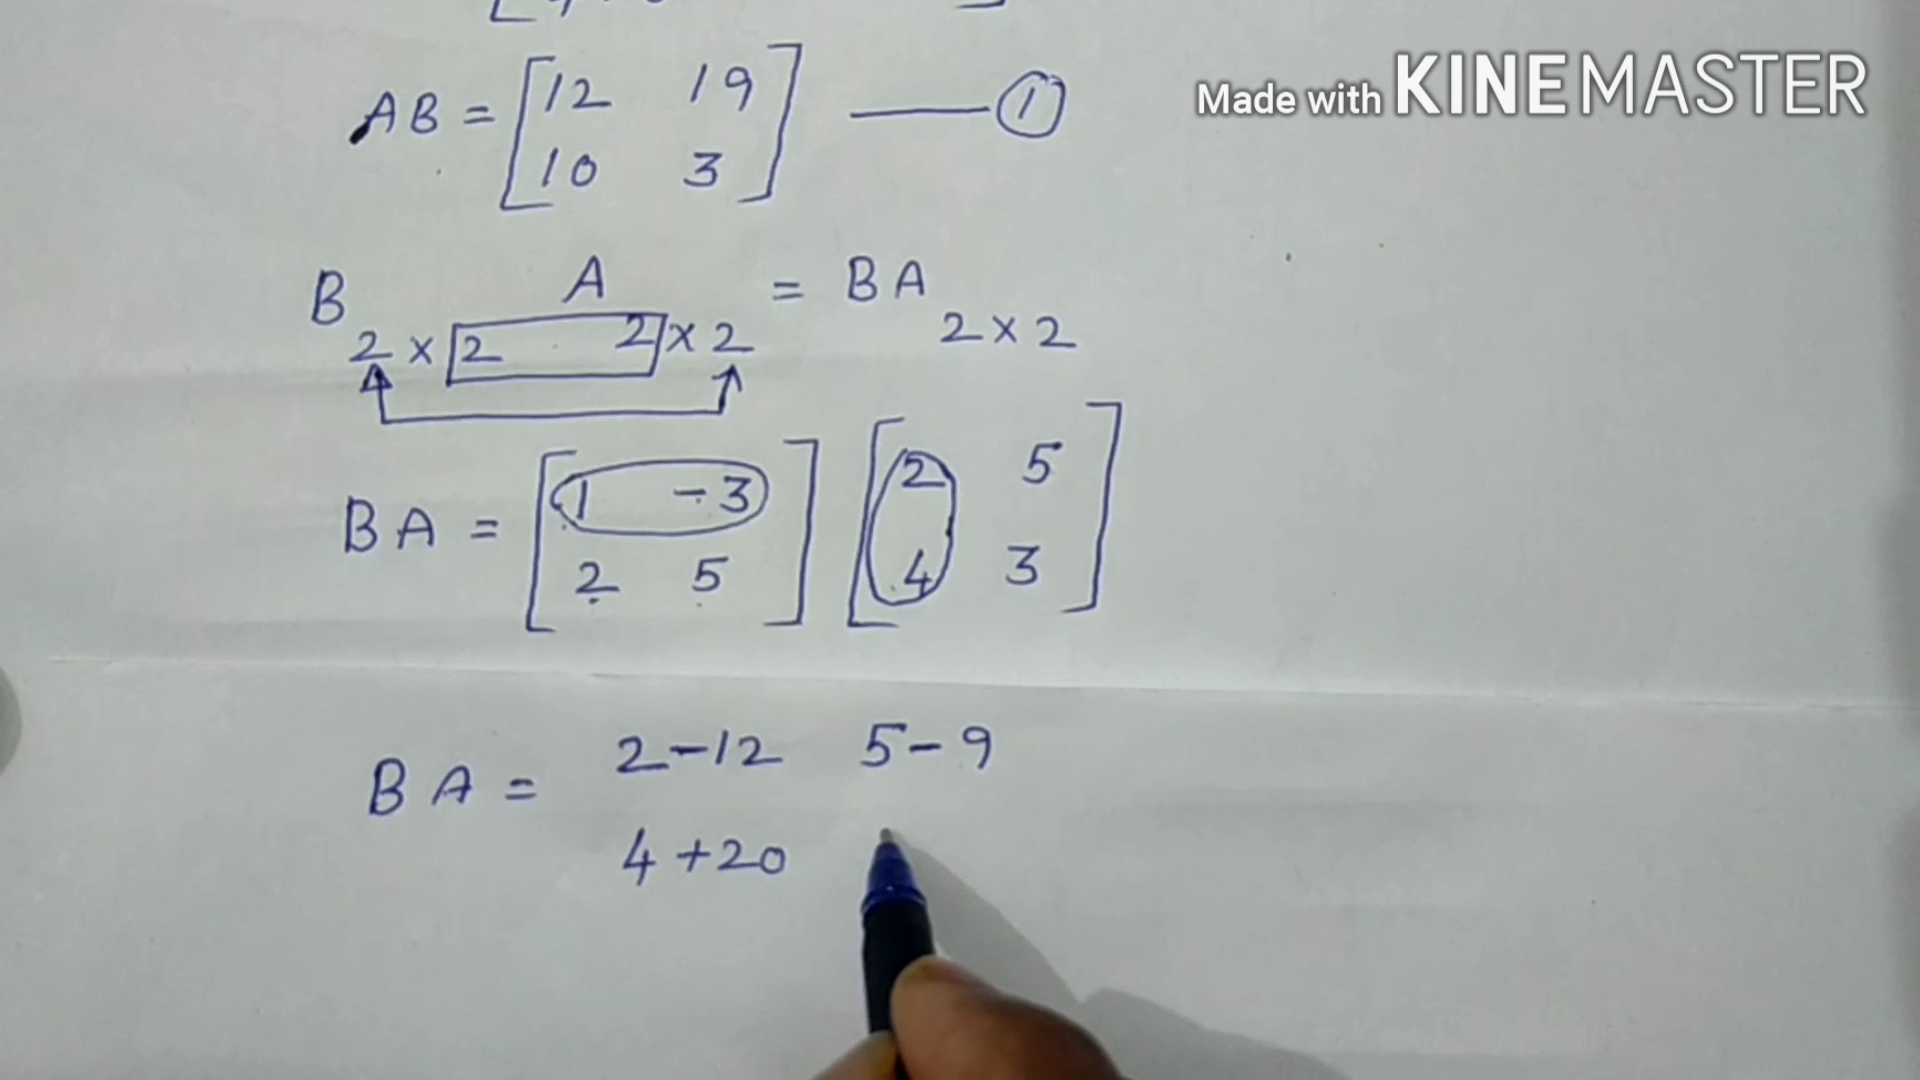 Made with KINEMASTER
AB = [12 19
10 3] —— ①
B 2×2 A 2×2 = BA 2×2
BA = [1 -3
2 5] [2 5
4 3]
BA = 2-12 5-9
4+20